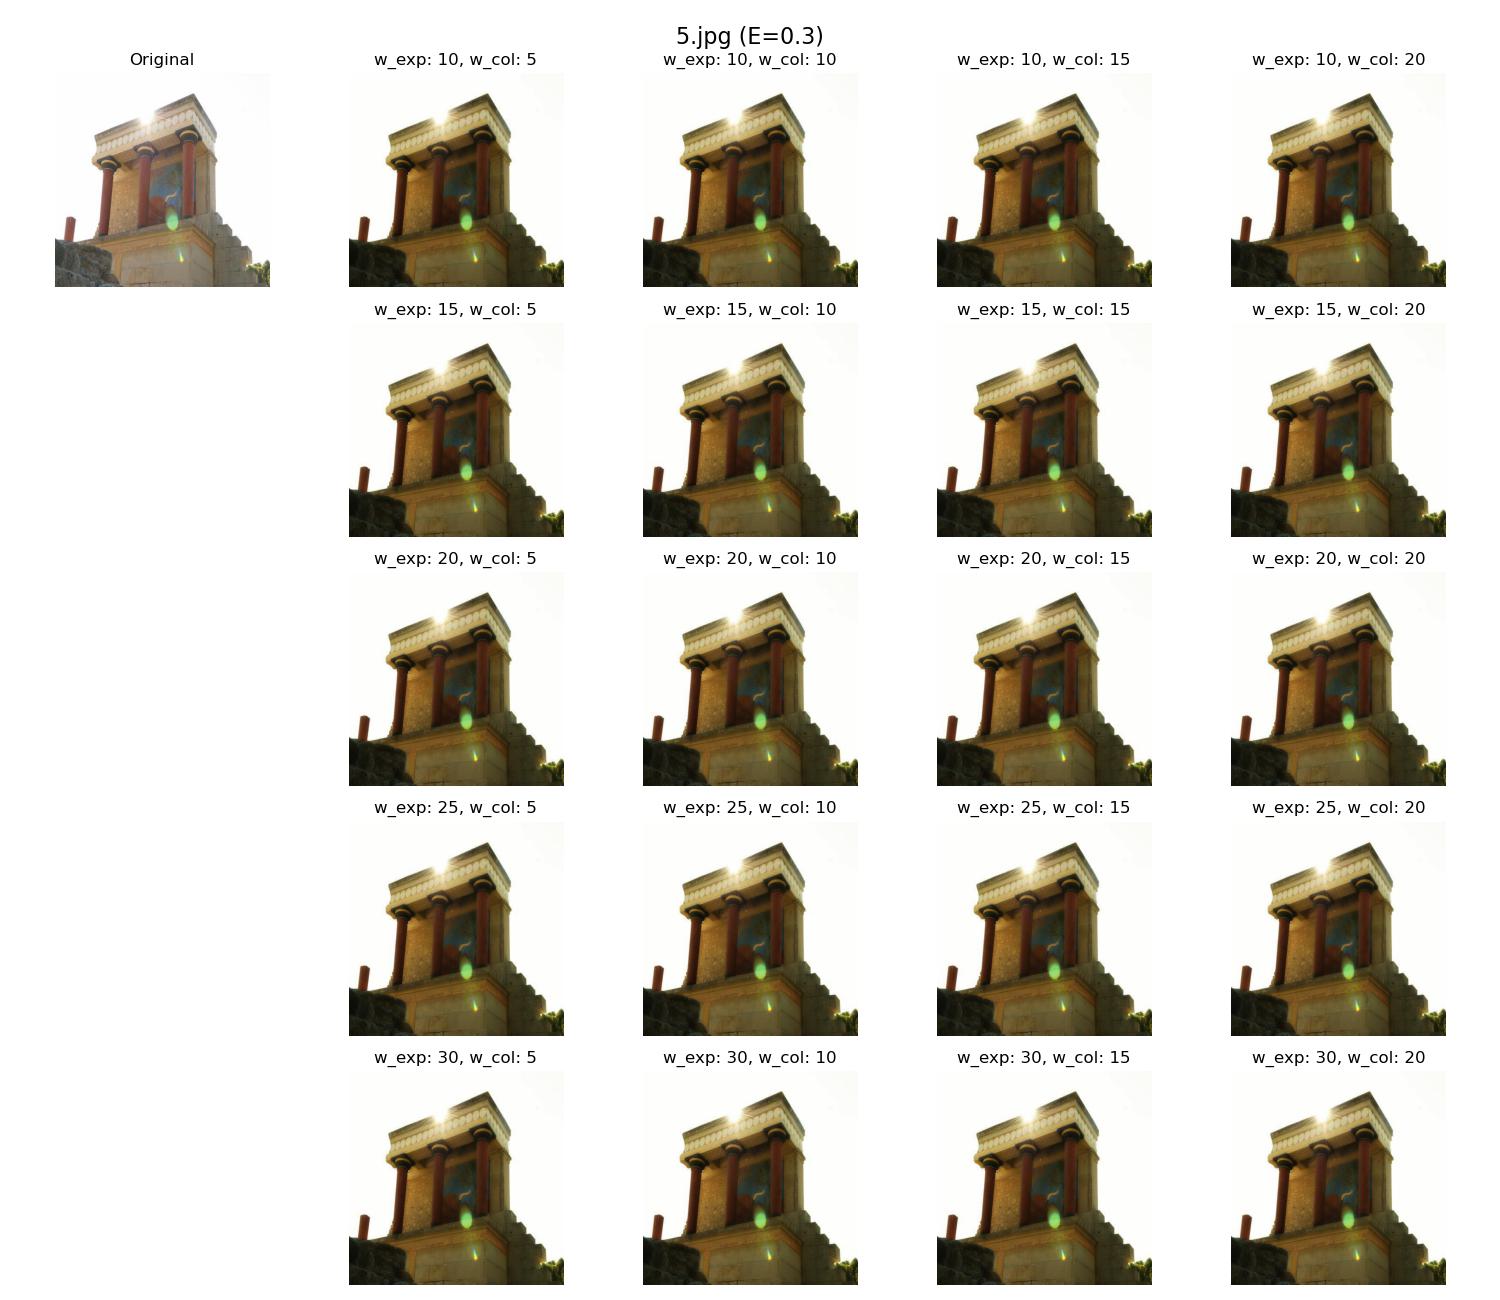 5.jpg (E=0.3)
Original
w_exp: 10, w_col: 5
w_exp: 10, w_col: 10
w_exp: 10, w_col: 15
w_exp: 10, w_col: 20
w_exp: 15, w_col: 5
w_exp: 15, w_col: 10
w_exp: 15, w_col: 15
w_exp: 15, w_col: 20
w_exp: 20, w_col: 5
w_exp: 20, w_col: 10
w_exp: 20, w_col: 15
w_exp: 20, w_col: 20
w_exp: 25, w_col: 5
w_exp: 25, w_col: 10
w_exp: 25, w_col: 15
w_exp: 25, w_col: 20
w_exp: 30, w_col: 5
w_exp: 30, w_col: 10
w_exp: 30, w_col: 15
w_exp: 30, w_col: 20